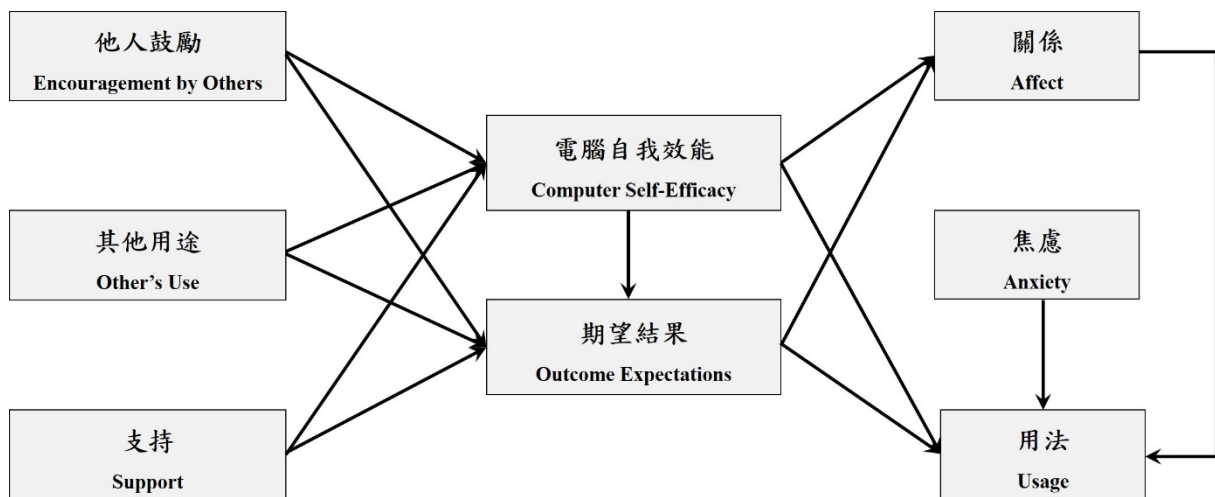 他人鼓勵
Encouragement by Others
其他用途
Other’s Use
支持
Support
電腦自我效能
Computer Self-Efficacy
期望結果
Outcome Expectations
關係
Affect
焦慮
Anxiety
用法
Usage